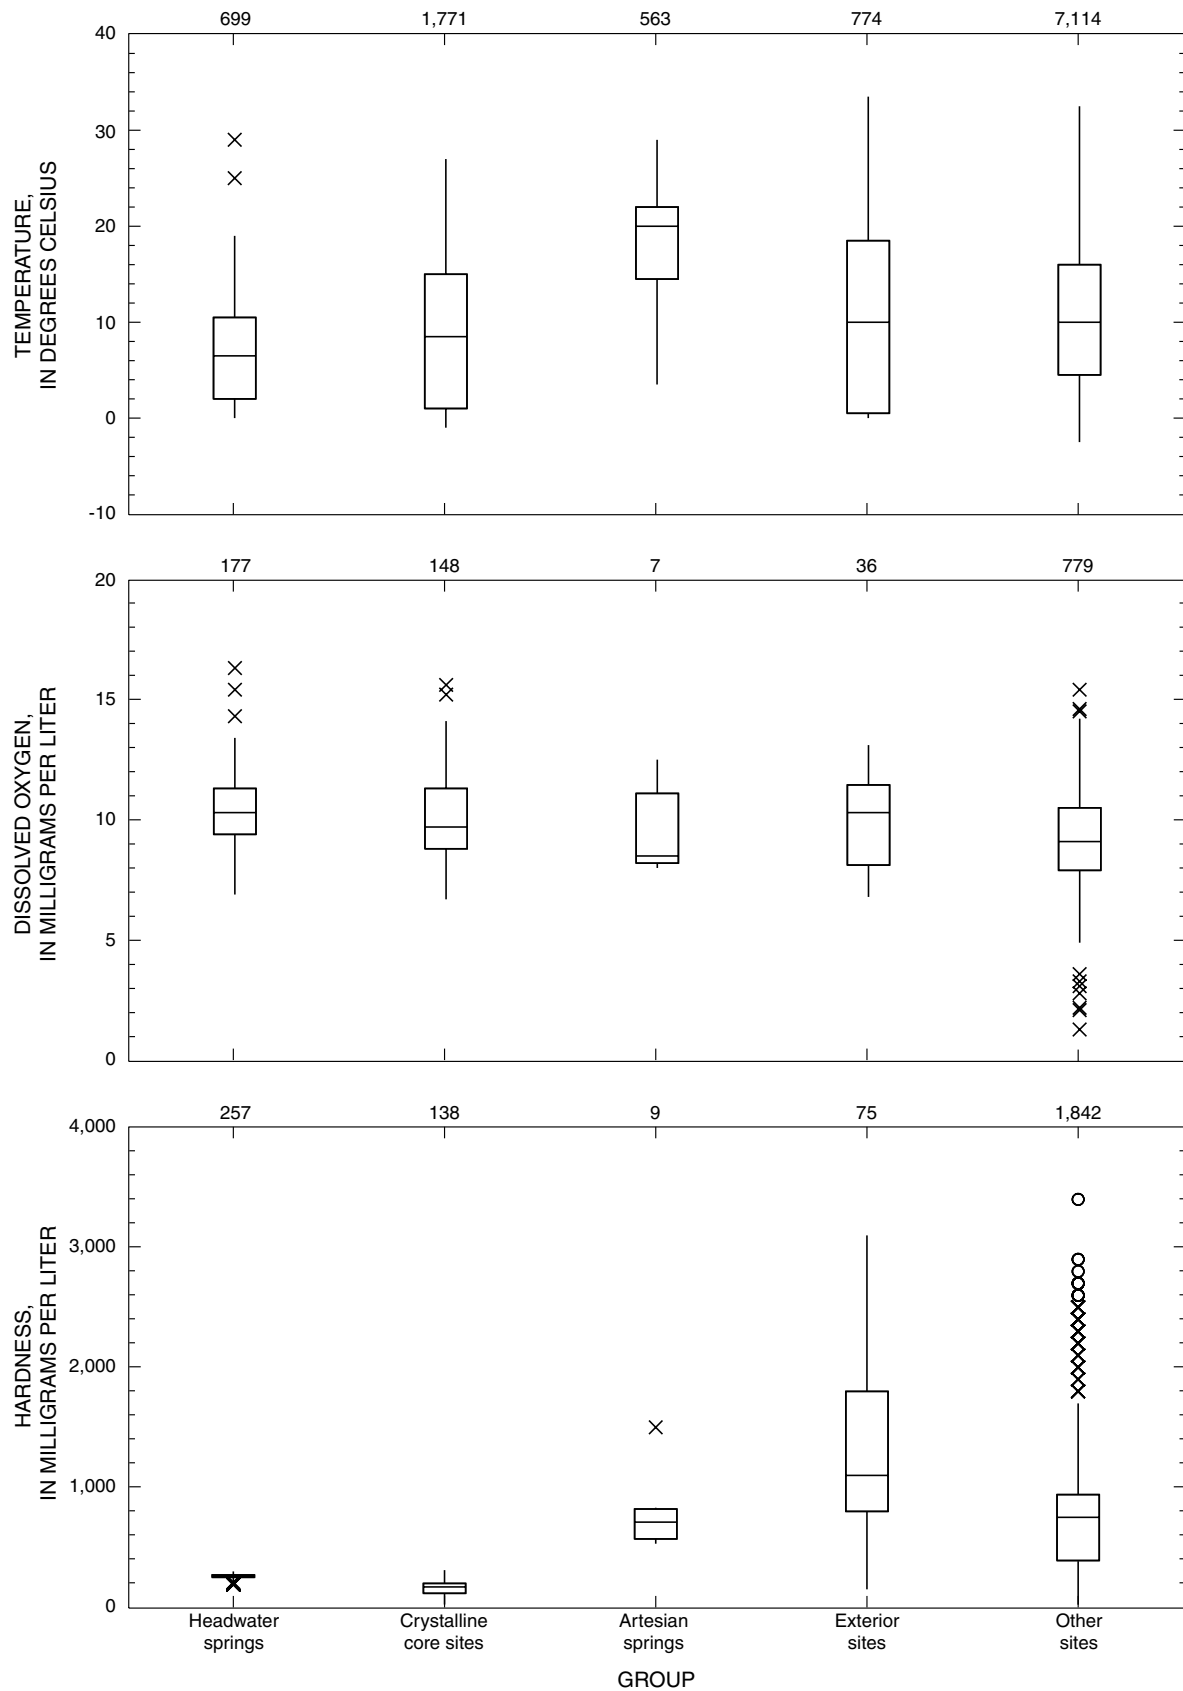 699 1,771 563 774 7,114
40
30
20
10
0
-10
TEMPERATURE,
IN DEGREES CELSIUS
177 148 7 36 779
20
15
10
5
0
DISSOLVED OXYGEN,
IN MILLIGRAMS PER LITER
257 138 9 75 1,842
4,000
3,000
2,000
1,000
0
HARDNESS,
IN MILLIGRAMS PER LITER
Headwater
springs
Crystalline
core sites
Artesian
springs
Exterior
sites
Other
sites
GROUP